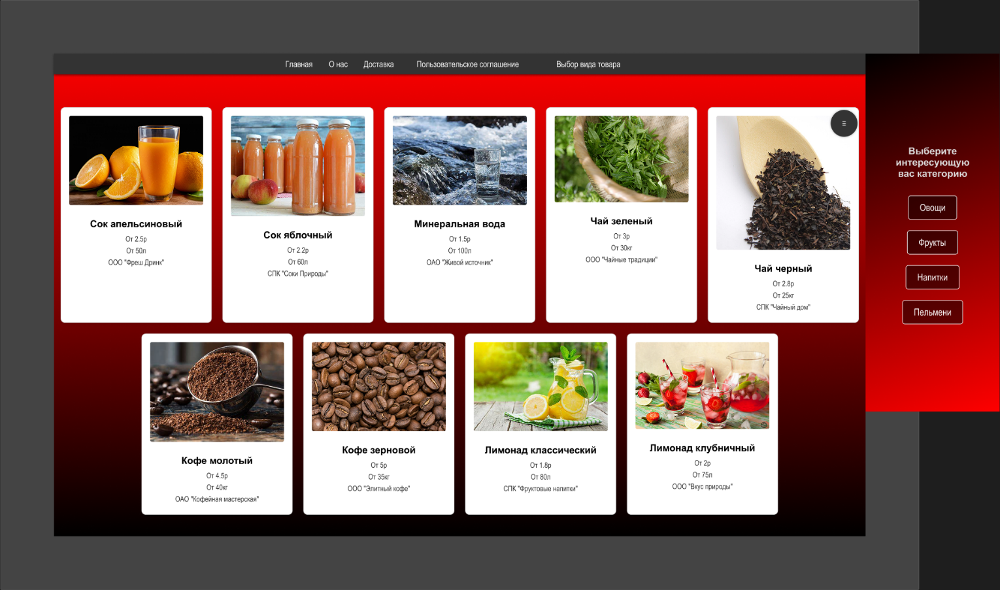 Главная
О нас
Доставка
Пользовательское соглашение
Выбор вида товара
Сок апельсиновый
От 2.5р
От 50л
ООО "Фреш Дринк"
Сок яблочный
От 2.2р
От 60л
СПК "Соки Природы"
Минеральная вода
От 1.5р
От 100л
ОАО "Живой источник"
Чай зеленый
От 3р
От 30кг
ООО "Чайные традиции"
Чай черный
От 2.8р
От 25кг
СПК "Чайный дом"
Кофе молотый
От 4.5р
От 40кг
ОАО "Кофейная мастерская"
Кофе зерновой
От 5р
От 35кг
ООО "Элитный кофе"
Лимонад классический
От 1.8р
От 80л
СПК "Фруктовые напитки"
Лимонад клубничный
От 2р
От 75л
ООО "Вкус природы"
Выберите
интересующую
вас категорию
Овощи
Фрукты
Напитки
Пельмени